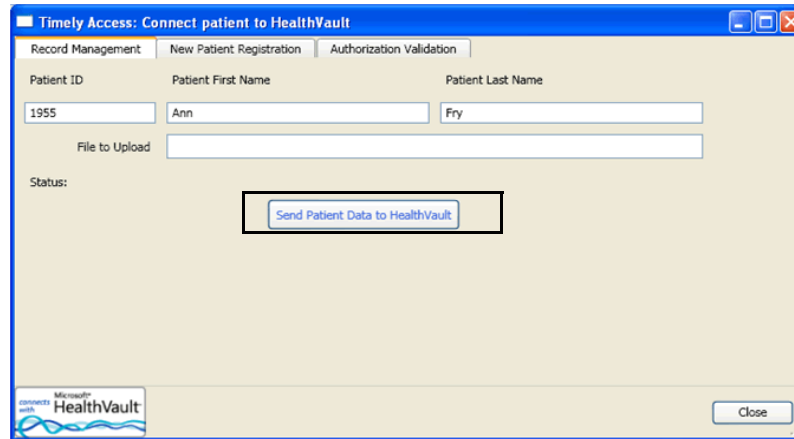 Timely Access: Connect patient to HealthVault
Record Management New Patient Registration Authorization Validation
Patient ID Patient First Name Patient Last Name
1955 Ann Fry
File to Upload
Status:
Send Patient Data to HealthVault
connects with Microsoft® HealthVault
Close